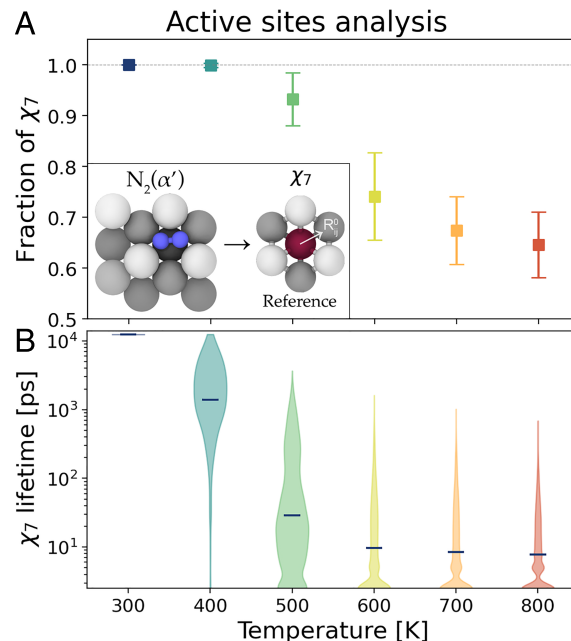 A
Active sites analysis
1.0
0.9
0.8
0.7
0.6
0.5
Fraction of χ7
N2(α′)
→
χ7
R0ij
Reference
B
10^4
10^3
10^2
10^1
χ7 lifetime [ps]
300 400 500 600 700 800
Temperature [K]